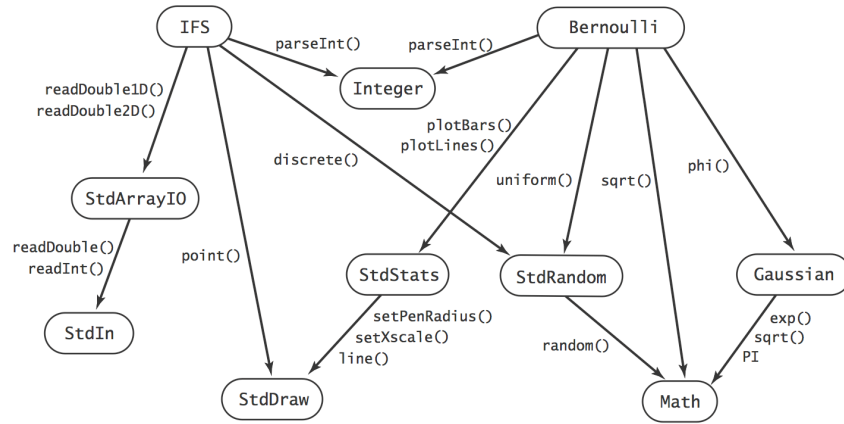 IFS
Bernoulli
parseInt()
parseInt()
Integer
readDouble1D()
readDouble2D()
plotBars()
plotLines()
discrete()
uniform()
sqrt()
phi()
StdArrayIO
readDouble()
readInt()
point()
StdStats
StdRandom
Gaussian
StdIn
setPenRadius()
setXscale()
line()
random()
exp()
sqrt()
PI
StdDraw
Math